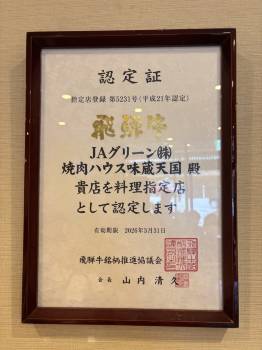 認定証
指定店登録 第5231号(平成21年認定)
飛騨牛
JAグリーン㈱
焼肉ハウス味蔵天国 殿
貴店を料理指定店
として認定します
有効期限 2026年3月31日
飛騨牛銘柄推進協議会
会長 山内清久